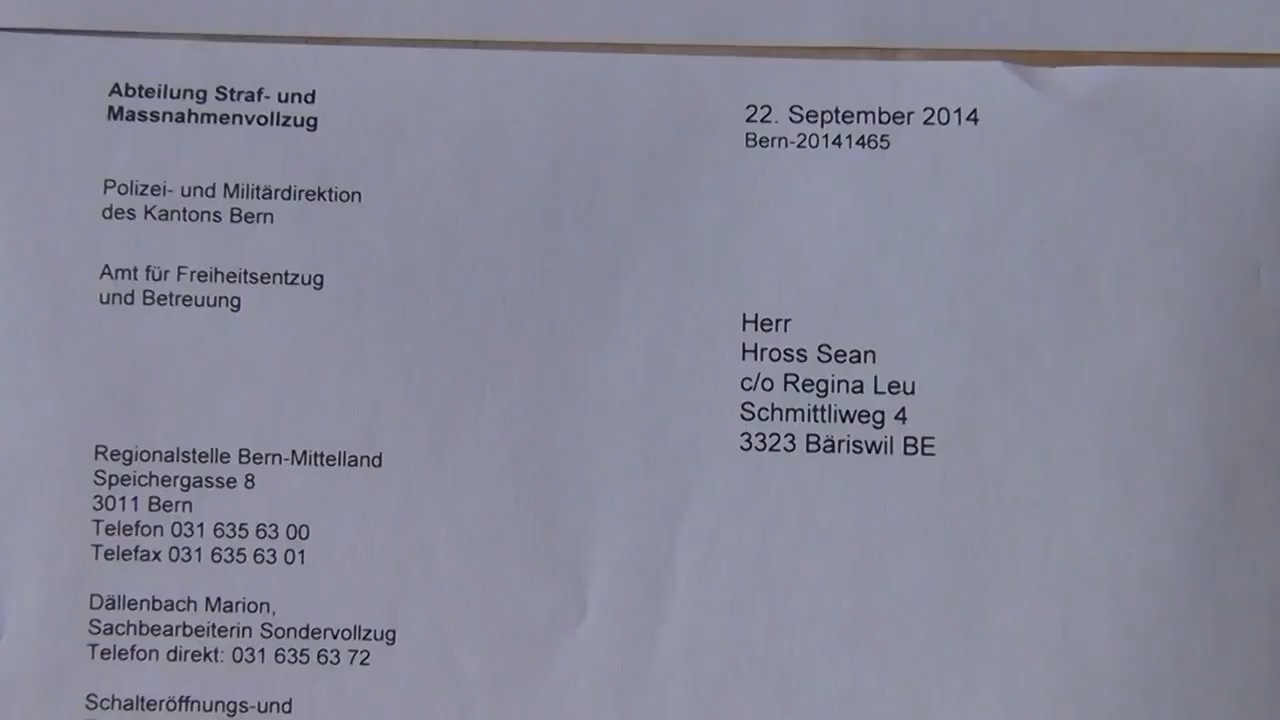 Abteilung Straf- und
Massnahmenvollzug
Polizei- und Militärdirektion
des Kantons Bern
Amt für Freiheitsentzug
und Betreuung
22. September 2014
Bern-20141465
Herr
Hross Sean
c/o Regina Leu
Schmittliweg 4
3323 Bäriswil BE
Regionalstelle Bern-Mittelland
Speichergasse 8
3011 Bern
Telefon 031 635 63 00
Telefax 031 635 63 01
Dällenbach Marion,
Sachbearbeiterin Sondervollzug
Telefon direkt: 031 635 63 72
Schalteröffnungs-und